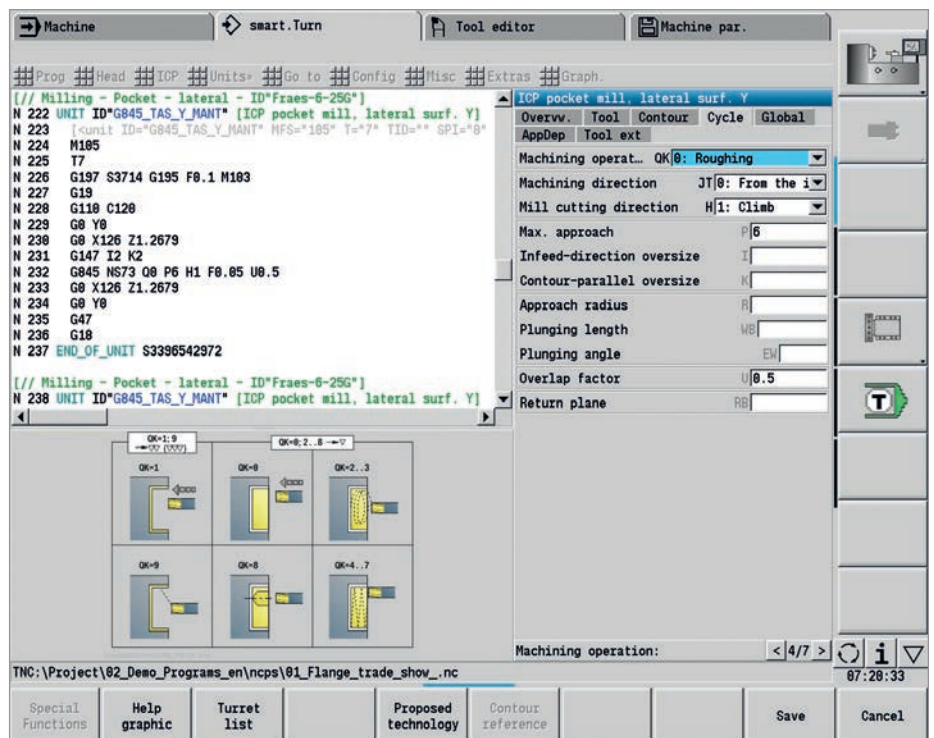 Machine
smart.Turn
Tool editor
Machine par.
Prog Head ICP Units» Go to Config Misc Extras Graph.
[// Milling - Pocket - lateral - ID"Fraes-6-25G"]
N 222 UNIT ID"G845_TAS_Y_MANT" [ICP pocket mill, lateral surf. Y]
N 223 [<unit ID="G845_TAS_Y_MANT" MFS="105" T="7" TID="" SPI="0"
N 224 M105
N 225 T7
N 226 G197 S3714 G195 F0.1 M103
N 227 G19
N 228 G110 C120
N 229 G0 Y0
N 230 G0 X126 Z1.2679
N 231 G147 I2 K2
N 232 G845 NS73 Q0 P6 H1 F0.05 U0.5
N 233 G0 X126 Z1.2679
N 234 G0 Y0
N 235 G47
N 236 G18
N 237 END_OF_UNIT S3396542972
[// Milling - Pocket - lateral - ID"Fraes-6-25G"]
N 238 UNIT ID"G845_TAS_Y_MANT" [ICP pocket mill, lateral surf. Y]
ICP pocket mill, lateral surf. Y
Overvw. Tool Contour Cycle Global
AppDep Tool ext
Machining operat… QK 0: Roughing
Machining direction JT 0: From the i
Mill cutting direction H 1: Climb
Max. approach P 6
Infeed-direction oversize I
Contour-parallel oversize K
Approach radius R
Plunging length WB
Plunging angle EW
Overlap factor U 0.5
Return plane RB
QK=1;9
QK=0;2..8
QK=1
QK=0
QK=2..3
QK=9
QK=8
QK=4..7
Machining operation: < 4/7 >
TNC:\Project\02_Demo_Programs_en\ncps\01_Flange_trade_show_.nc
07:20:33
T
i
Special Functions
Help graphic
Turret list
Proposed technology
Contour reference
Save
Cancel